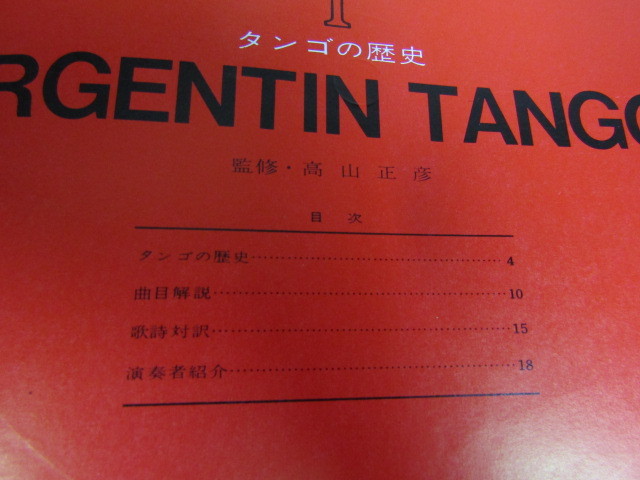 1
タンゴの歴史
RGENTIN TANGO
監修・高山正彦
目次
タンゴの歴史……………………………………4
曲目解説……………………………………10
歌詩対訳……………………………………15
演奏者紹介……………………………………18